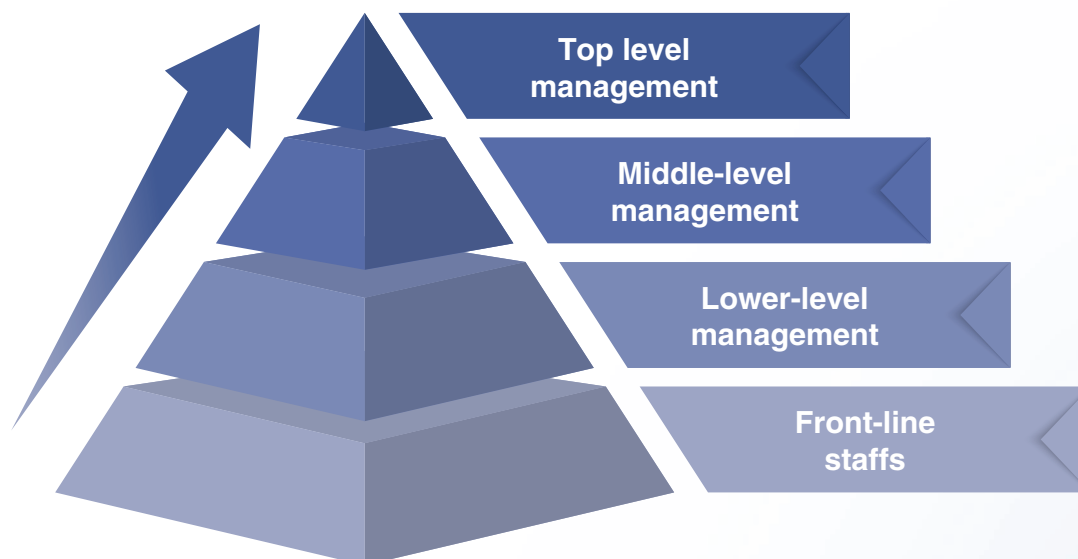 Top level
management
Middle-level
management
Lower-level
management
Front-line
staffs